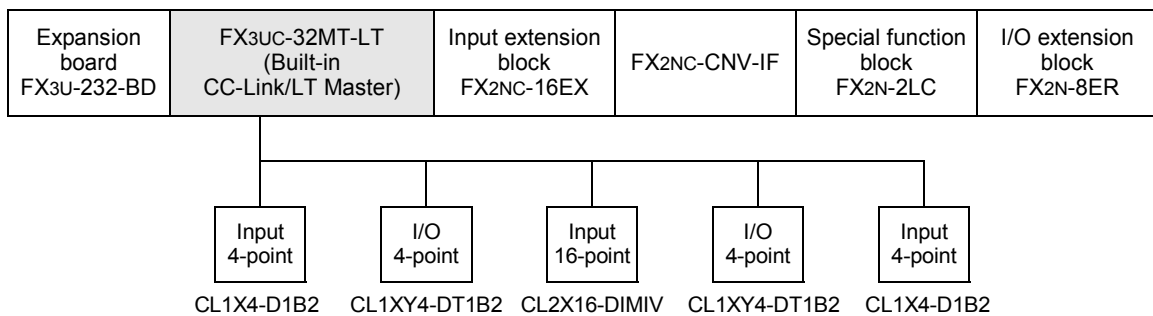 Expansion
board
FX3U-232-BD
FX3UC-32MT-LT
(Built-in
CC-Link/LT Master)
Input extension
block
FX2NC-16EX
FX2NC-CNV-IF
Special function
block
FX2N-2LC
I/O extension
block
FX2N-8ER
Input
4-point
I/O
4-point
Input
16-point
I/O
4-point
Input
4-point
CL1X4-D1B2
CL1XY4-DT1B2
CL2X16-DIMIV
CL1XY4-DT1B2
CL1X4-D1B2